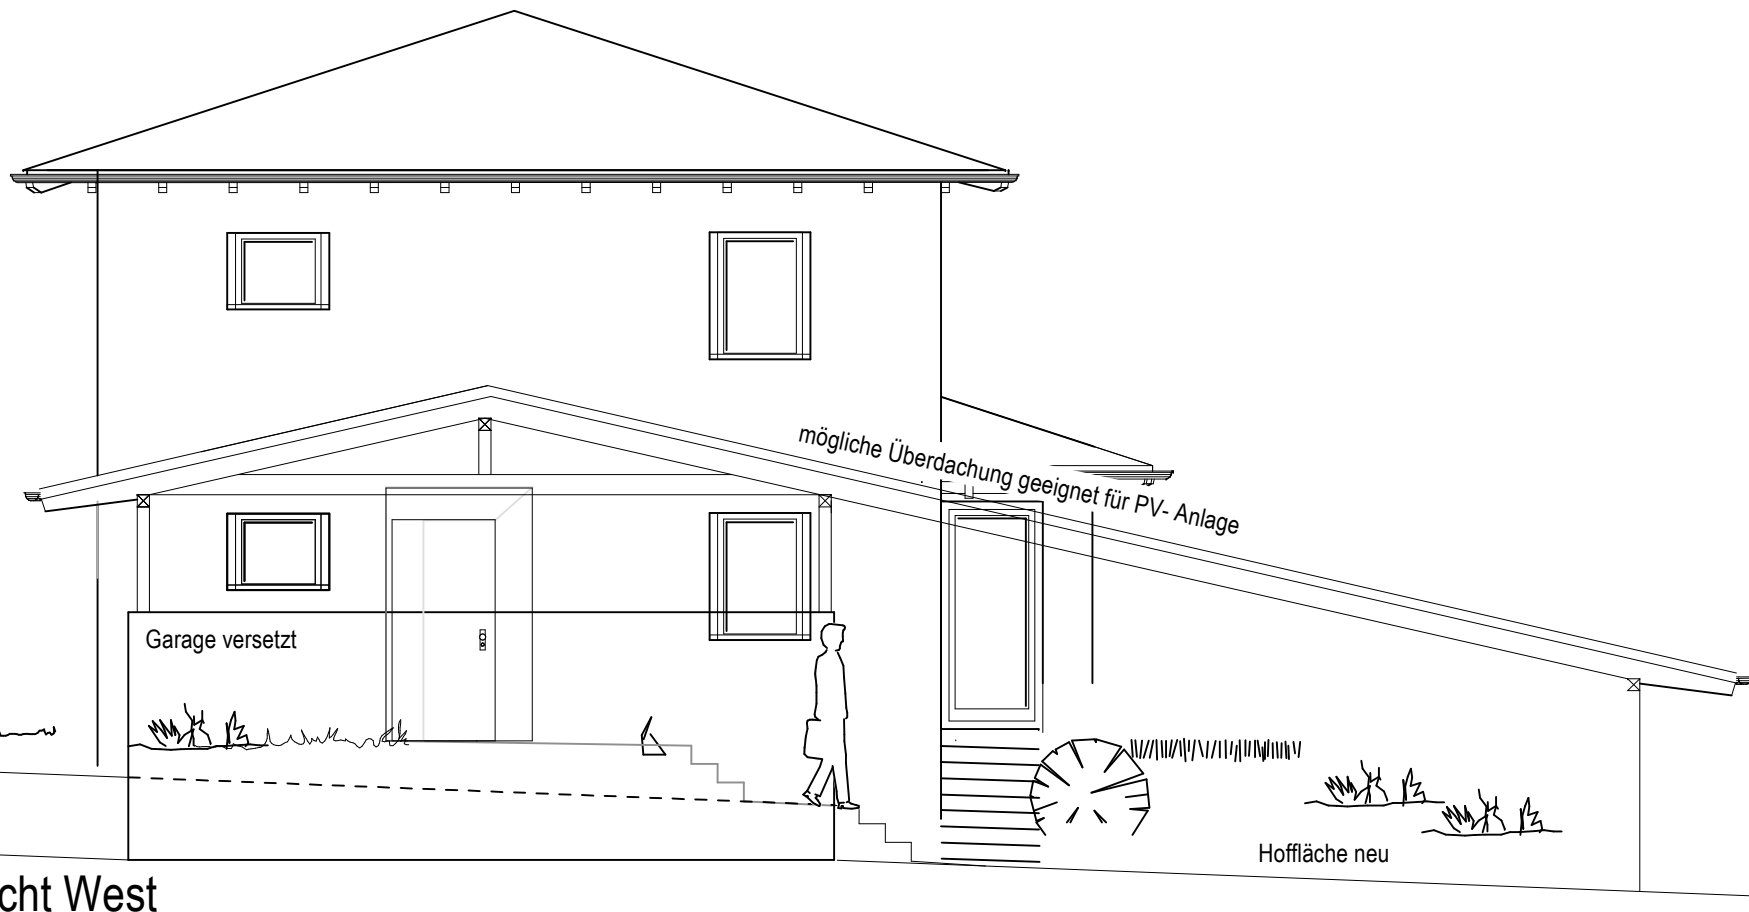 mögliche Überdachung geeignet für PV- Anlage
Garage versetzt
Hoffläche neu
cht West